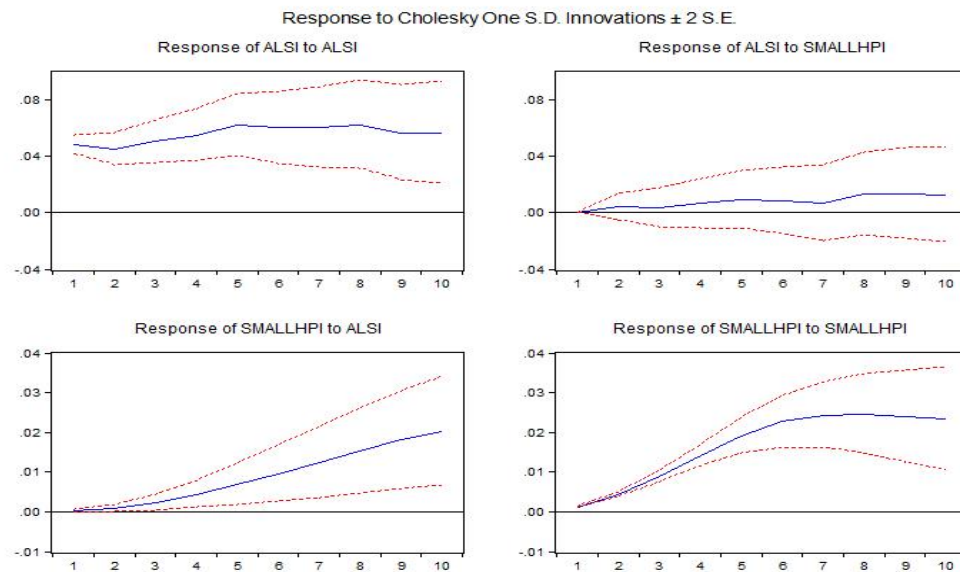 Response to Cholesky One S.D. Innovations ± 2 S.E.
Response of ALSI to ALSI
.08
.04
.00
-.04
1 2 3 4 5 6 7 8 9 10
Response of ALSI to SMALLHPI
.08
.04
.00
-.04
1 2 3 4 5 6 7 8 9 10
Response of SMALLHPI to ALSI
.04
.03
.02
.01
.00
-.01
1 2 3 4 5 6 7 8 9 10
Response of SMALLHPI to SMALLHPI
.04
.03
.02
.01
.00
-.01
1 2 3 4 5 6 7 8 9 10